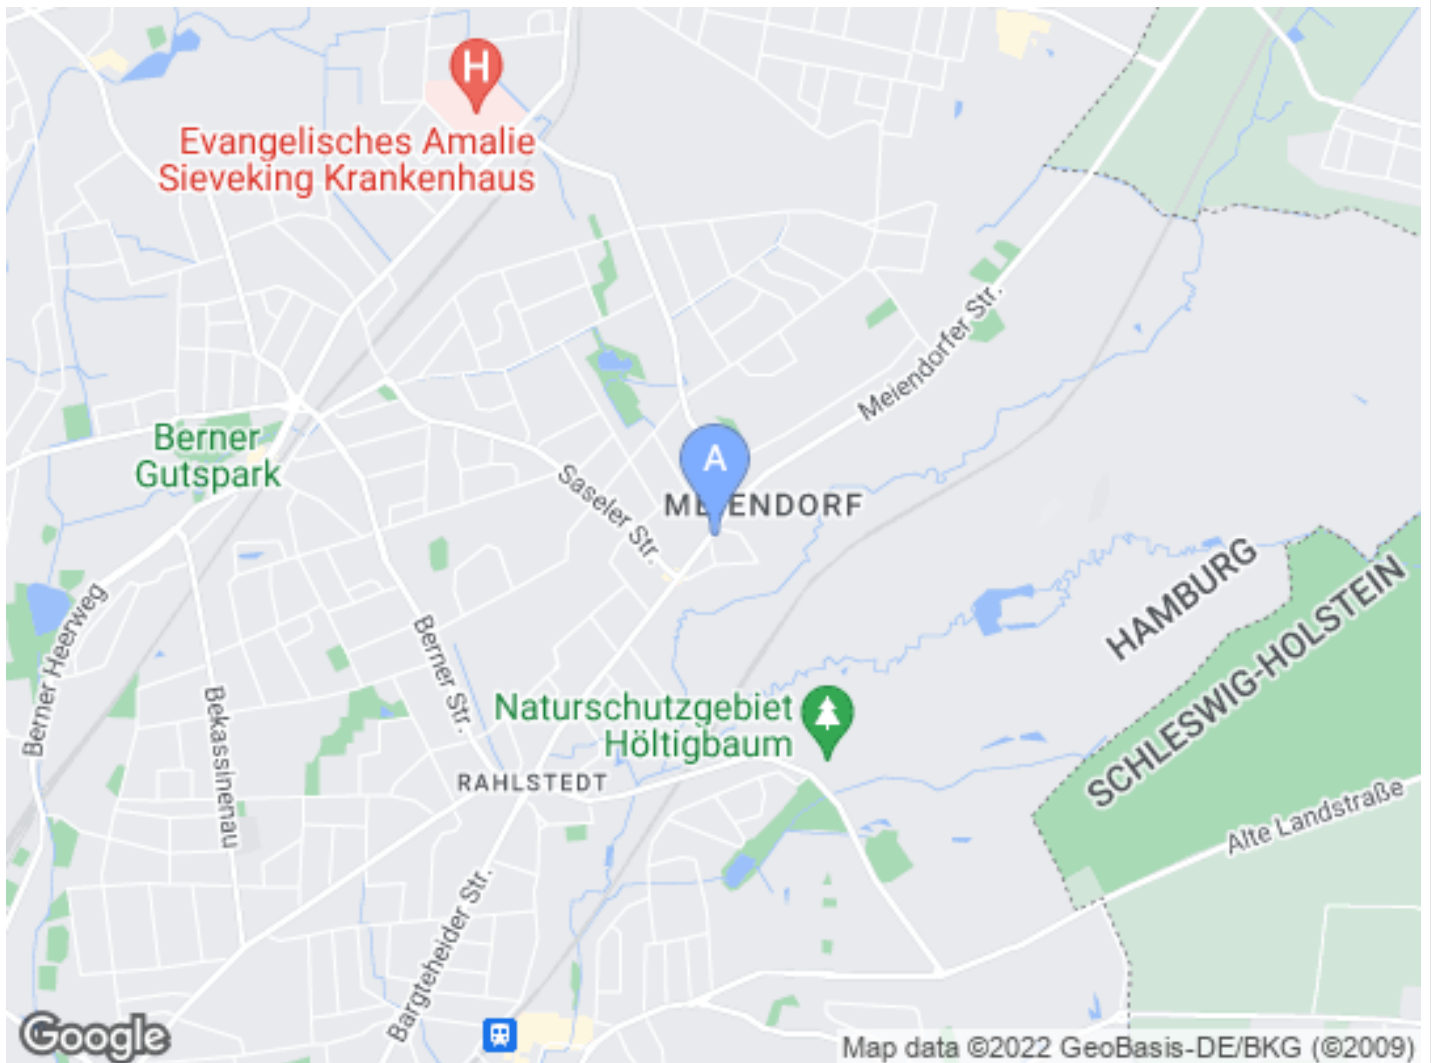 H
Evangelisches Amalie
Sieveking Krankenhaus
Meiendorfer Str.
Berner
Gutspark
A
MEIENDORF
Saseler Str.
HAMBURG
SCHLESWIG-HOLSTEIN
Berner Heerweg
Berner Str.
Bekassinenau
Naturschutzgebiet
Höltigbaum
RAHLSTEDT
Alte Landstraße
Bargteheider Str.
Google
Map data ©2022 GeoBasis-DE/BKG (©2009)